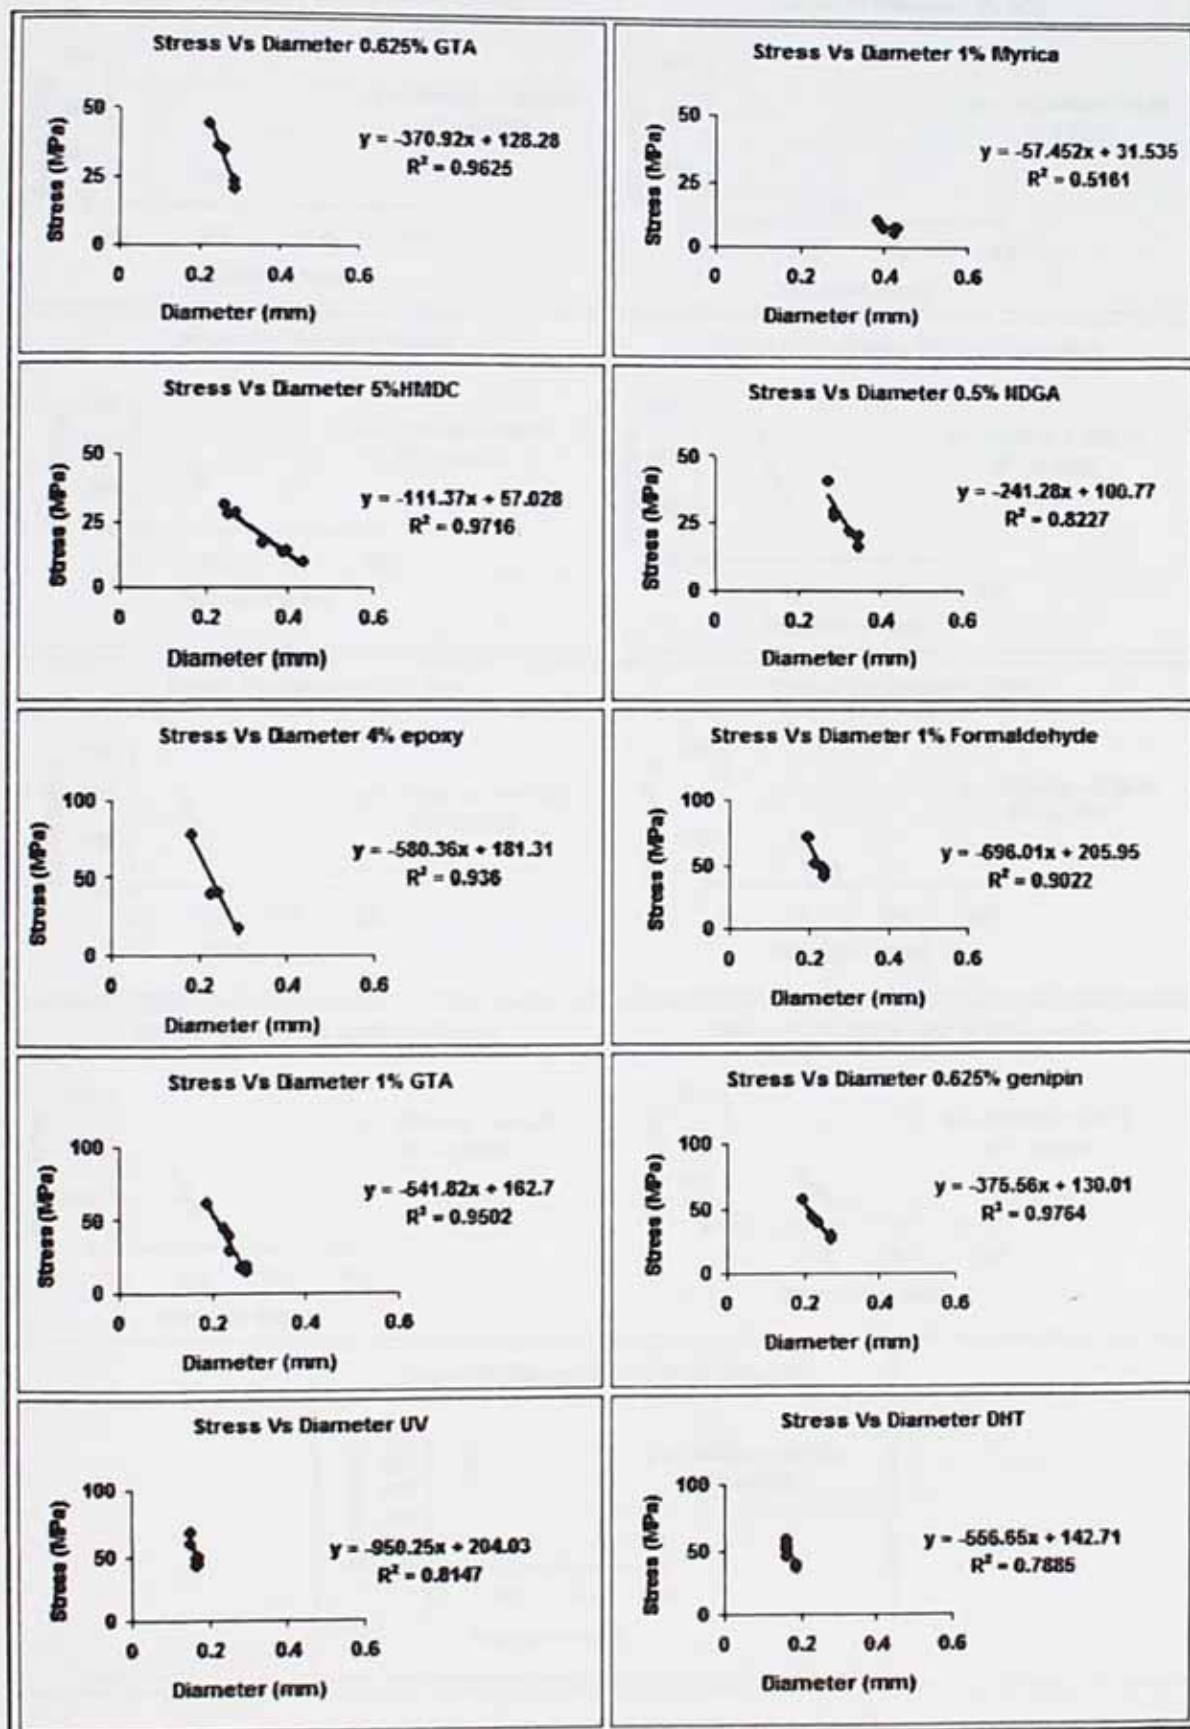 Stress Vs Diameter 0.625% GTA
50
25
0
Stress (MPa)
y = -370.92x + 128.28
R² = 0.9625
0 0.2 0.4 0.6
Diameter (mm)
Stress Vs Diameter 1% Myrica
50
25
0
Stress (MPa)
y = -57.452x + 31.535
R² = 0.5161
0 0.2 0.4 0.6
Diameter (mm)
Stress Vs Diameter 5%HMDC
50
25
0
Stress (MPa)
y = -111.37x + 57.028
R² = 0.9716
0 0.2 0.4 0.6
Diameter (mm)
Stress Vs Diameter 0.5% NDGA
50
25
0
Stress (MPa)
y = -241.28x + 100.77
R² = 0.8227
0 0.2 0.4 0.6
Diameter (mm)
Stress Vs Diameter 4% epoxy
100
50
0
Stress (MPa)
y = -580.36x + 181.31
R² = 0.936
0 0.2 0.4 0.6
Diameter (mm)
Stress Vs Diameter 1% Formaldehyde
100
50
0
Stress (MPa)
y = -696.01x + 205.95
R² = 0.9022
0 0.2 0.4 0.6
Diameter (mm)
Stress Vs Diameter 1% GTA
100
50
0
Stress (MPa)
y = -541.82x + 162.7
R² = 0.9502
0 0.2 0.4 0.6
Diameter (mm)
Stress Vs Diameter 0.625% genipin
100
50
0
Stress (MPa)
y = -375.56x + 130.01
R² = 0.9764
0 0.2 0.4 0.6
Diameter (mm)
Stress Vs Diameter UV
100
50
0
Stress (MPa)
y = -950.25x + 204.03
R² = 0.8147
0 0.2 0.4 0.6
Diameter (mm)
Stress Vs Diameter DHT
100
50
0
Stress (MPa)
y = -556.65x + 142.71
R² = 0.7885
0 0.2 0.4 0.6
Diameter (mm)